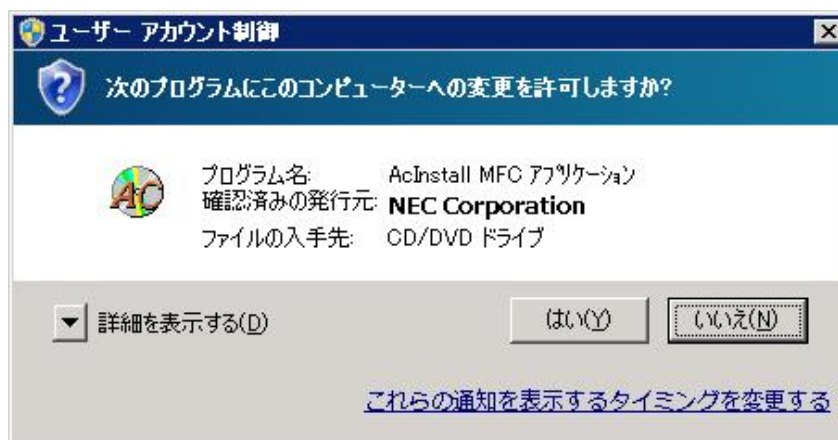 ユーザー アカウント制御
次のプログラムにこのコンピューターへの変更を許可しますか?
AC
プログラム名: AcInstall MFC アプリケーション
確認済みの発行元: NEC Corporation
ファイルの入手先: CD/DVD ドライブ
詳細を表示する(D)
はい(Y)
いいえ(N)
これらの通知を表示するタイミングを変更する